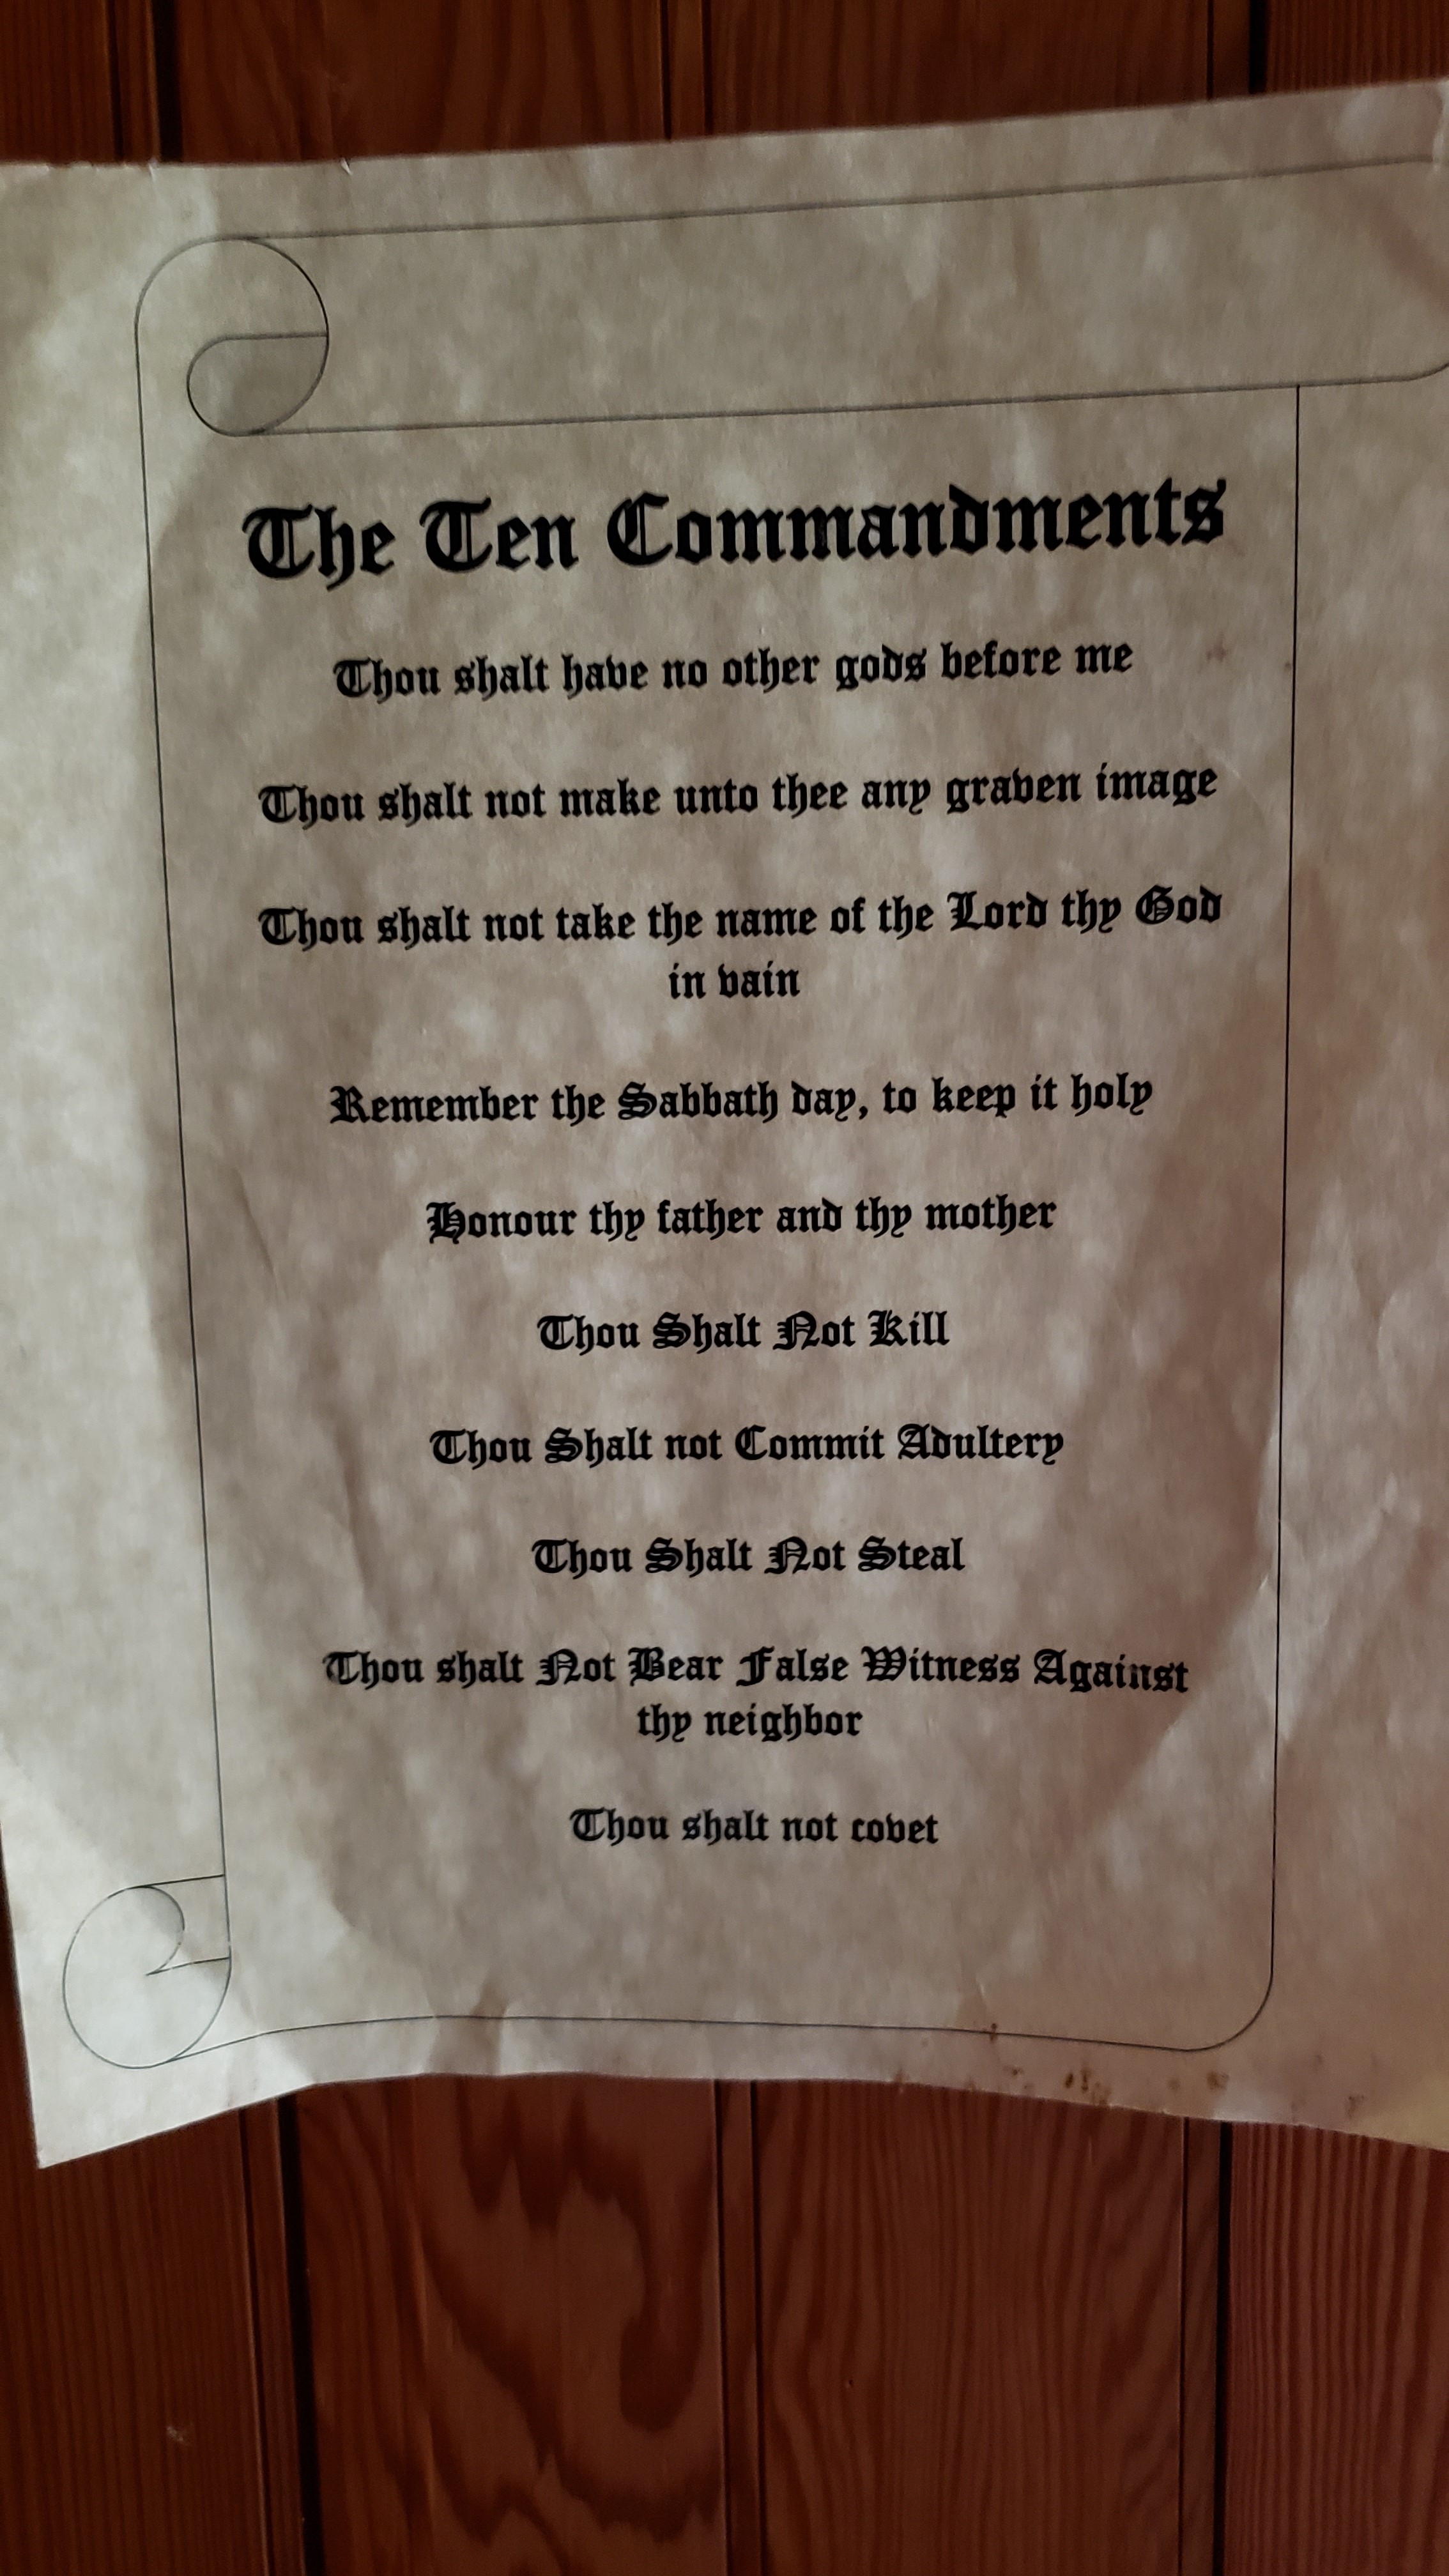 The Ten Commandments
Thou shalt have no other gods before me
Thou shalt not make unto thee any graven image
Thou shalt not take the name of the Lord thy God
in vain
Remember the Sabbath day, to keep it holy
Honour thy father and thy mother
Thou Shalt Not Kill
Thou Shalt not Commit Adultery
Thou Shalt Not Steal
Thou shalt Not Bear False Witness Against
thy neighbor
Thou shalt not covet